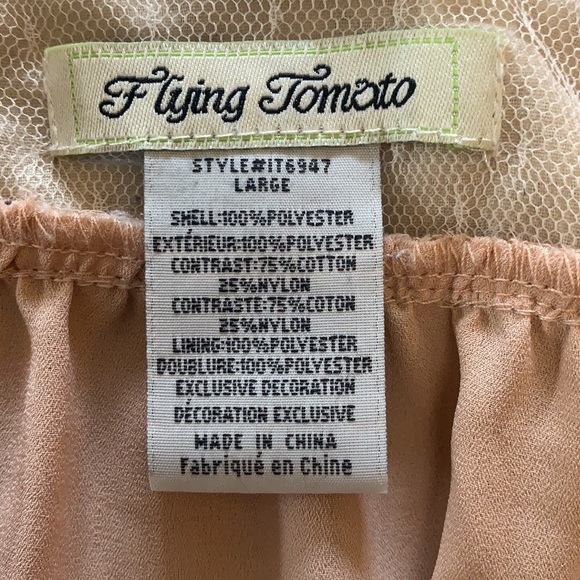 Flying Tomato
STYLE#IT6947
LARGE
SHELL:100%POLYESTER
EXTÉRIEUR:100%POLYESTER
CONTRAST:75%COTTON
25%NYLON
CONTRASTE:75%COTON
25%NYLON
LINING:100%POLYESTER
DOUBLURE:100%POLYESTER
EXCLUSIVE DECORATION
DÉCORATION EXCLUSIVE
MADE IN CHINA
Fabriqué en Chine